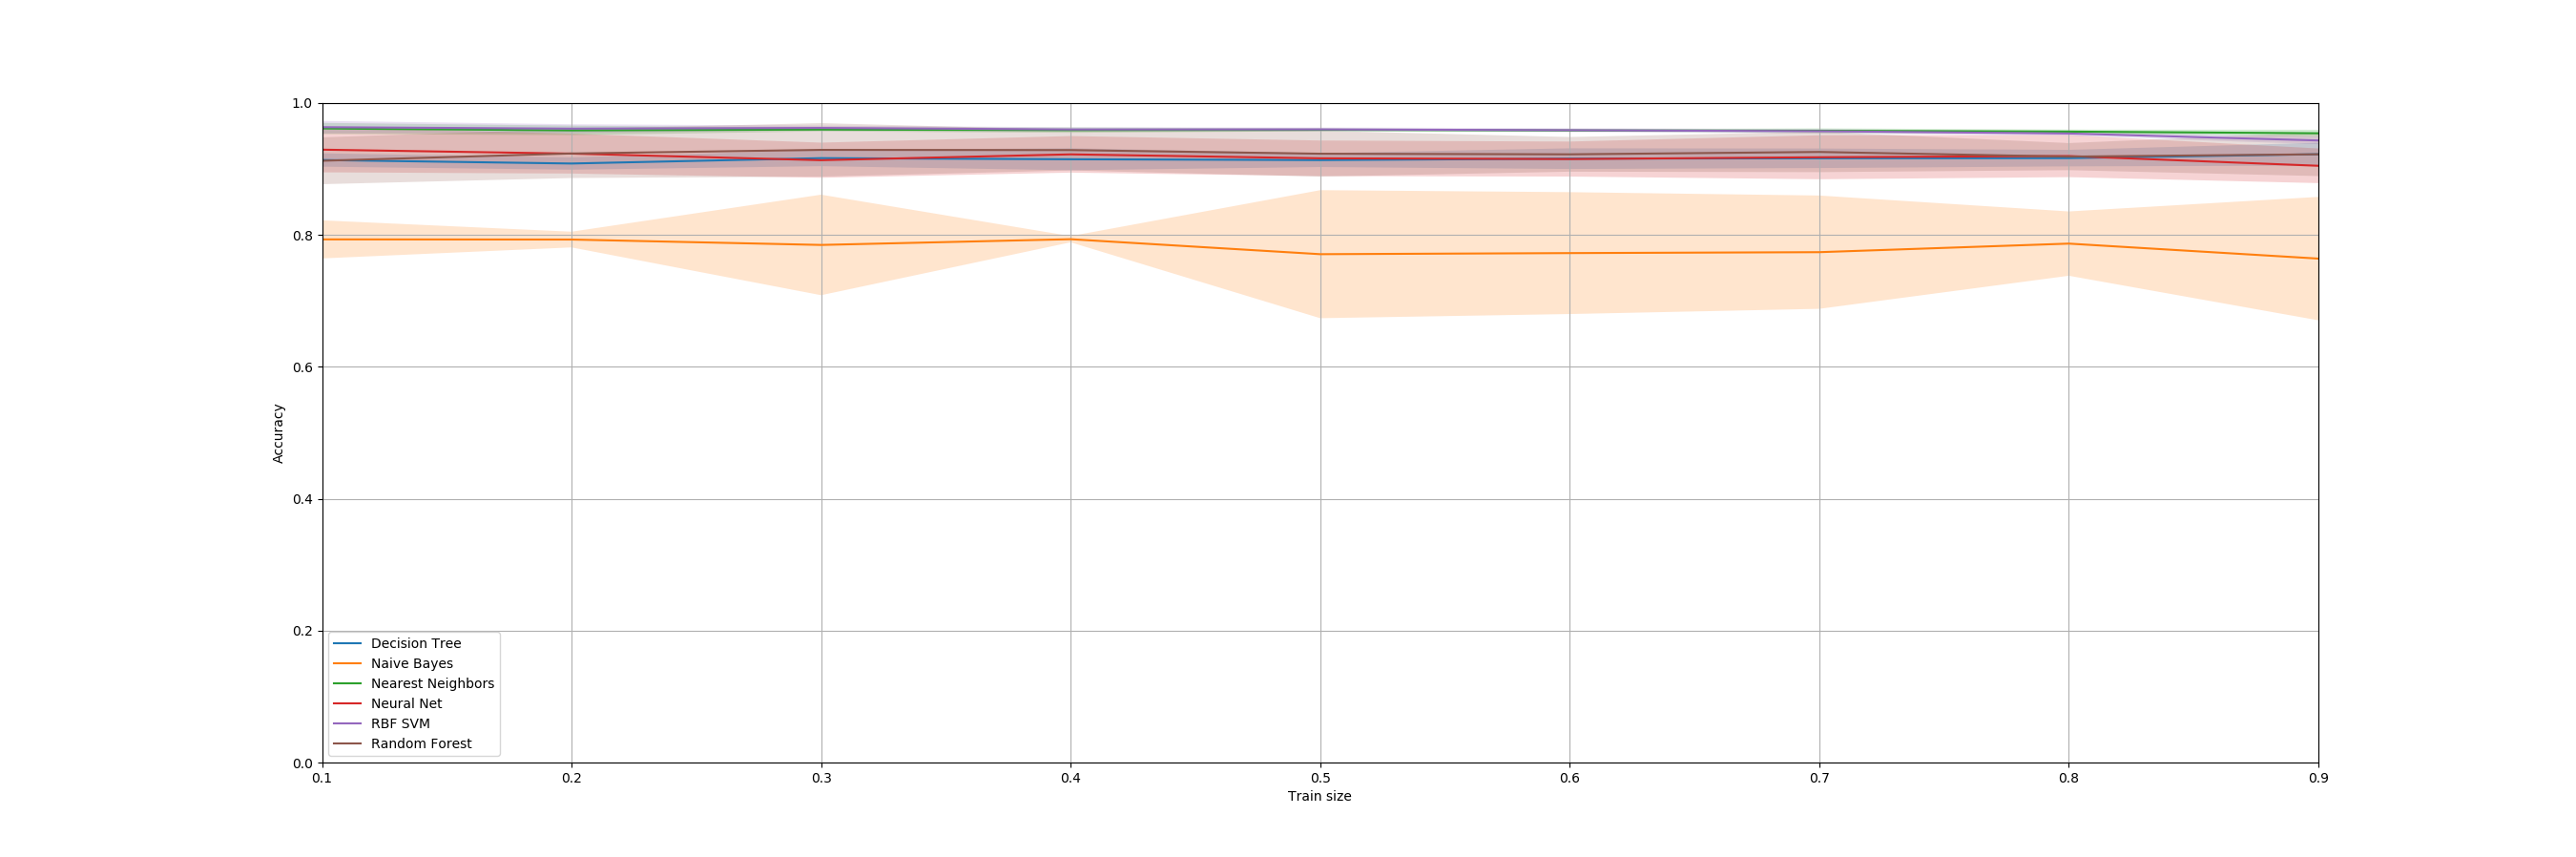 1.0
0.8
0.6
0.4
0.2
0.0
Accuracy
Decision Tree
Naive Bayes
Nearest Neighbors
Neural Net
RBF SVM
Random Forest
0.1 0.2 0.3 0.4 0.5 0.6 0.7 0.8 0.9
Train size